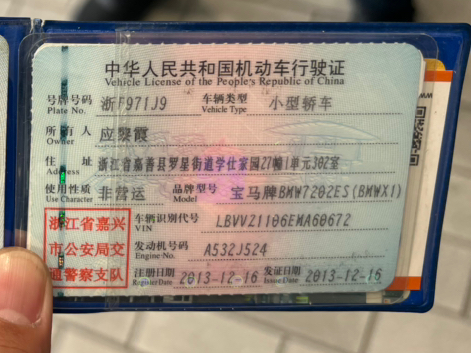 中华人民共和国机动车行驶证
Vehicle License of the People's Republic of China
号牌号码 浙F971J9 车辆类型 小型轿车
Plate No. Vehicle Type
所有人 应翠霞
Owner
住址 浙江省嘉善县罗星街道学仕家园27幢1单元302室
Address
使用性质 非营运 品牌型号 宝马牌BMW7202ES(BMWX1)
Use Character Model
浙江省嘉兴
市公安局交
通警察支队
车辆识别代号 LBVVZ1106EMA60672
VIN
发动机号码 A532J524
Engine No.
注册日期 2013-12-16 发证日期 2013-12-16
Register Date Issue Date